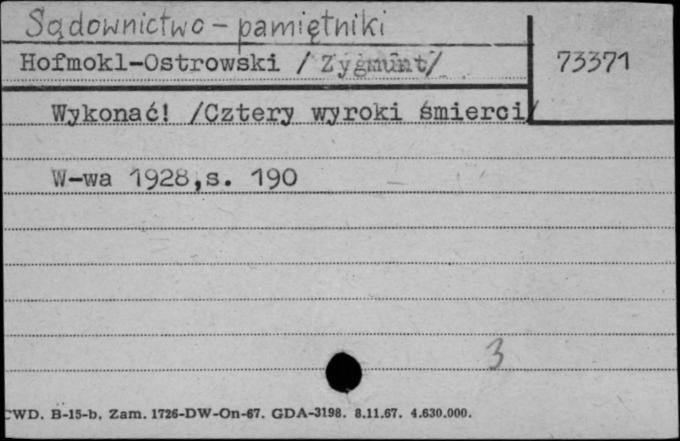 Sądownictwo - pamiętniki
Hofmokl-Ostrowski / Zygmunt/
73371
Wykonać! /Cztery wyroki śmierci/
W-wa 1928,s. 190
3
CWD. B-15-b. Zam. 1726-DW-On-67. GDA-3198. 8.11.67. 4.630.000.